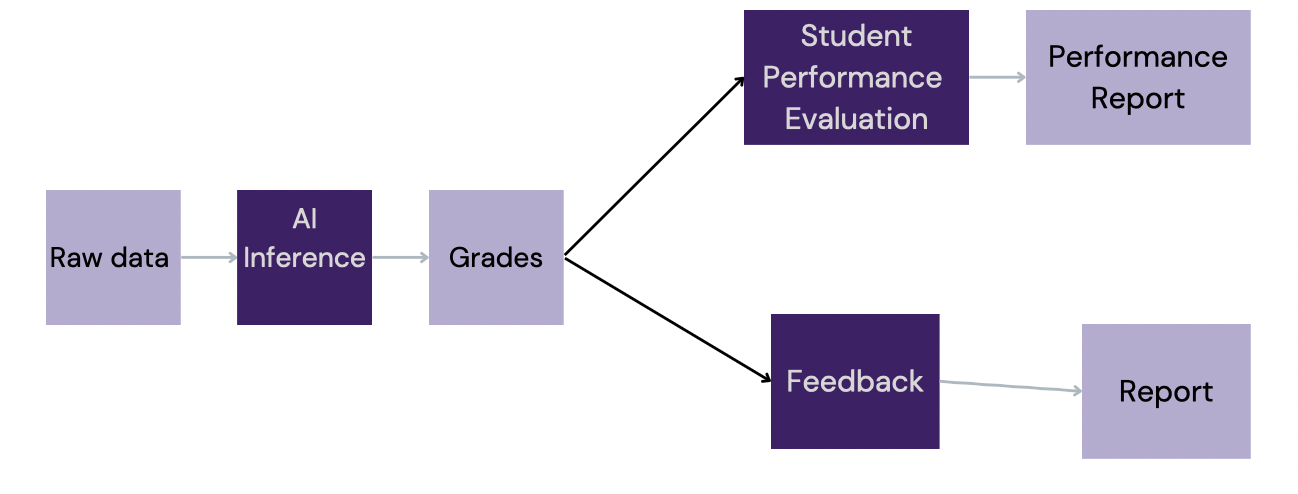 Raw data
AI
Inference
Grades
Student
Performance
Evaluation
Performance
Report
Feedback
Report